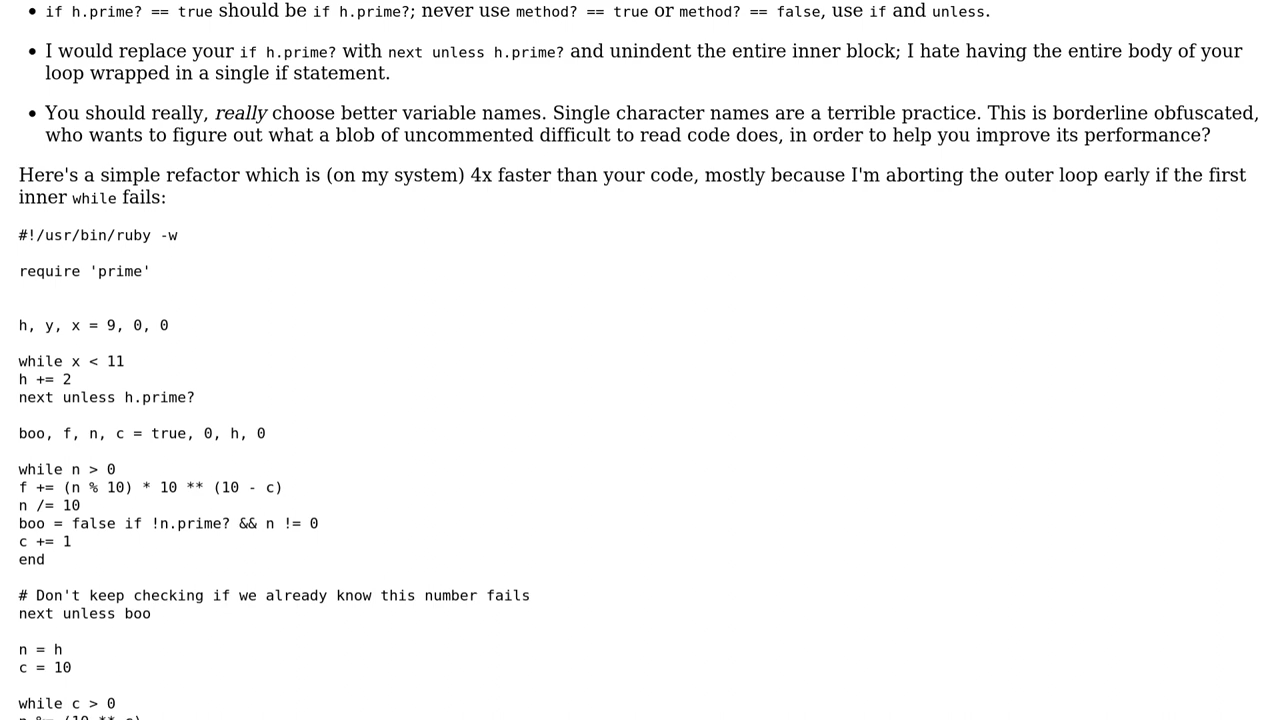 if h.prime? == true should be if h.prime?; never use method? == true or method? == false, use if and unless.
I would replace your if h.prime? with next unless h.prime? and unindent the entire inner block; I hate having the entire body of your
loop wrapped in a single if statement.
You should really, really choose better variable names. Single character names are a terrible practice. This is borderline obfuscated,
who wants to figure out what a blob of uncommented difficult to read code does, in order to help you improve its performance?
Here's a simple refactor which is (on my system) 4x faster than your code, mostly because I'm aborting the outer loop early if the first
inner while fails:
#!/usr/bin/ruby -w
require 'prime'
h, y, x = 9, 0, 0
while x < 11
h += 2
next unless h.prime?
boo, f, n, c = true, 0, h, 0
while n > 0
f += (n % 10) * 10 ** (10 - c)
n /= 10
boo = false if !n.prime? && n != 0
c += 1
end
# Don't keep checking if we already know this number fails
next unless boo
n = h
c = 10
while c > 0